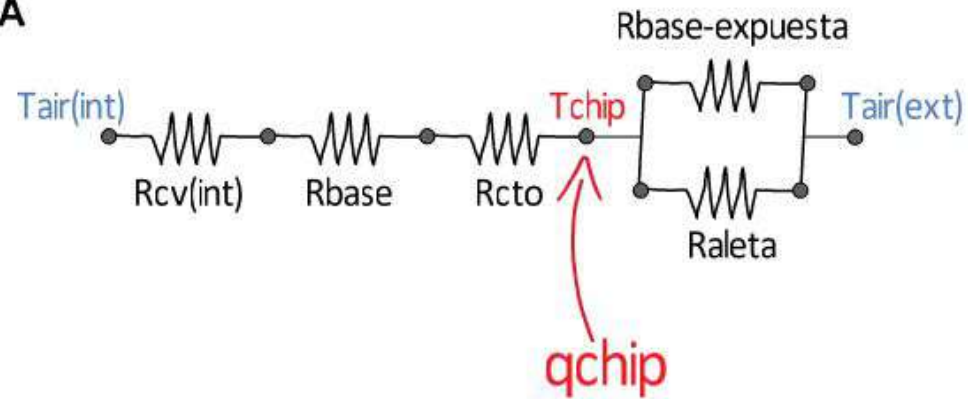 A
Rbase-expuesta
Tair(int)
Tchip
Tair(ext)
Rcv(int)
Rbase
Rcto
Raleta
qchip